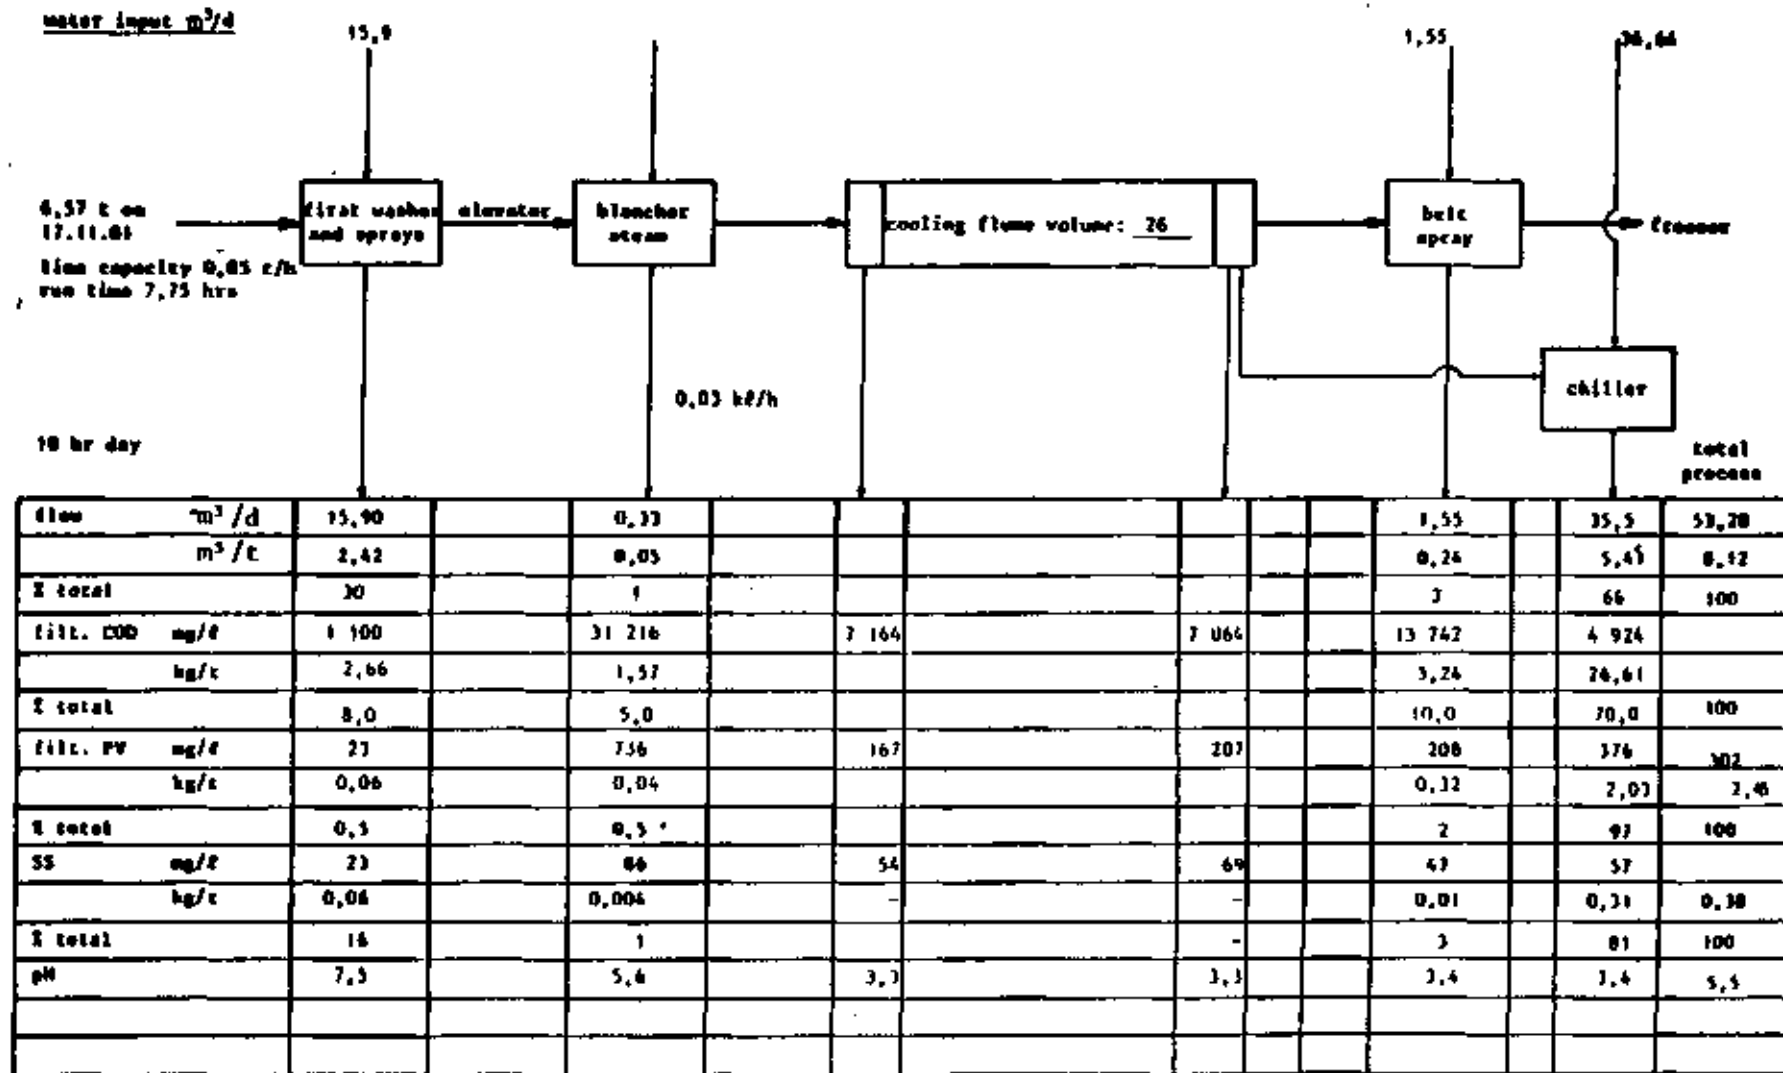 water input m³/d
15,9
1,55
36,66
6,57 t on
17.11.81
first washer
and sprays
elevator
blancher
steam
cooling flume volume: 26
belt
spray
freezer
line capacity 0,85 t/h
run time 7,75 hrs
chiller
0,03 kℓ/h
10 hr day
total
process
flow m³/d 15,90 0,33 1,55 35,5 53,28
m³/t 2,42 0,05 0,24 5,41 8,12
% total 30 1 3 66 100
filt. COD mg/ℓ 1 100 31 216 7 164 7 064 13 742 4 924
kg/t 2,66 1,57 3,24 26,61
% total 8,0 5,0 10,0 70,0 100
filt. PV mg/ℓ 23 736 167 207 208 376 302
kg/t 0,06 0,04 0,32 2,03
% total 0,5 0,5 2 97 100
SS mg/ℓ 23 86 54 69 47 57
kg/t 0,06 0,004 - - 0,01 0,31 0,38
% total 16 1 - 3 81 100
pH 7,5 5,6 3,3 3,3 3,4 3,4 5,5